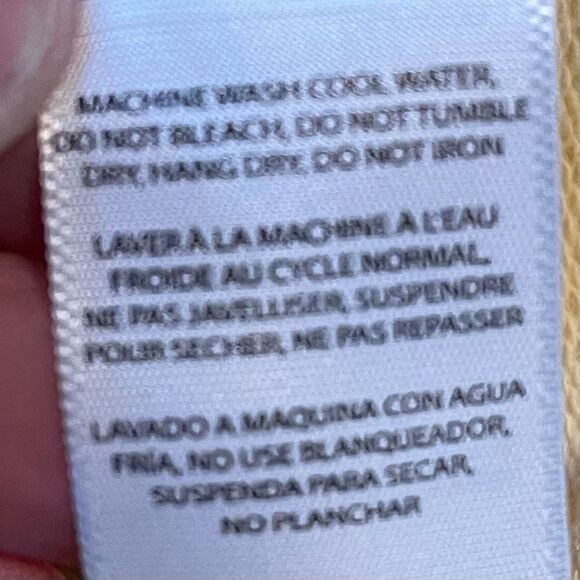 MACHINE WASH COOL WATER,
DO NOT BLEACH, DO NOT TUMBLE
DRY, HANG DRY, DO NOT IRON
LAVER À LA MACHINE À L'EAU
FROIDE AU CYCLE NORMAL.
NE PAS JAVELLISER, SUSPENDRE
POUR SECHER, NE PAS REPASSER
LAVADO A MAQUINA CON AGUA
FRÍA, NO USE BLANQUEADOR,
SUSPENDA PARA SECAR,
NO PLANCHAR